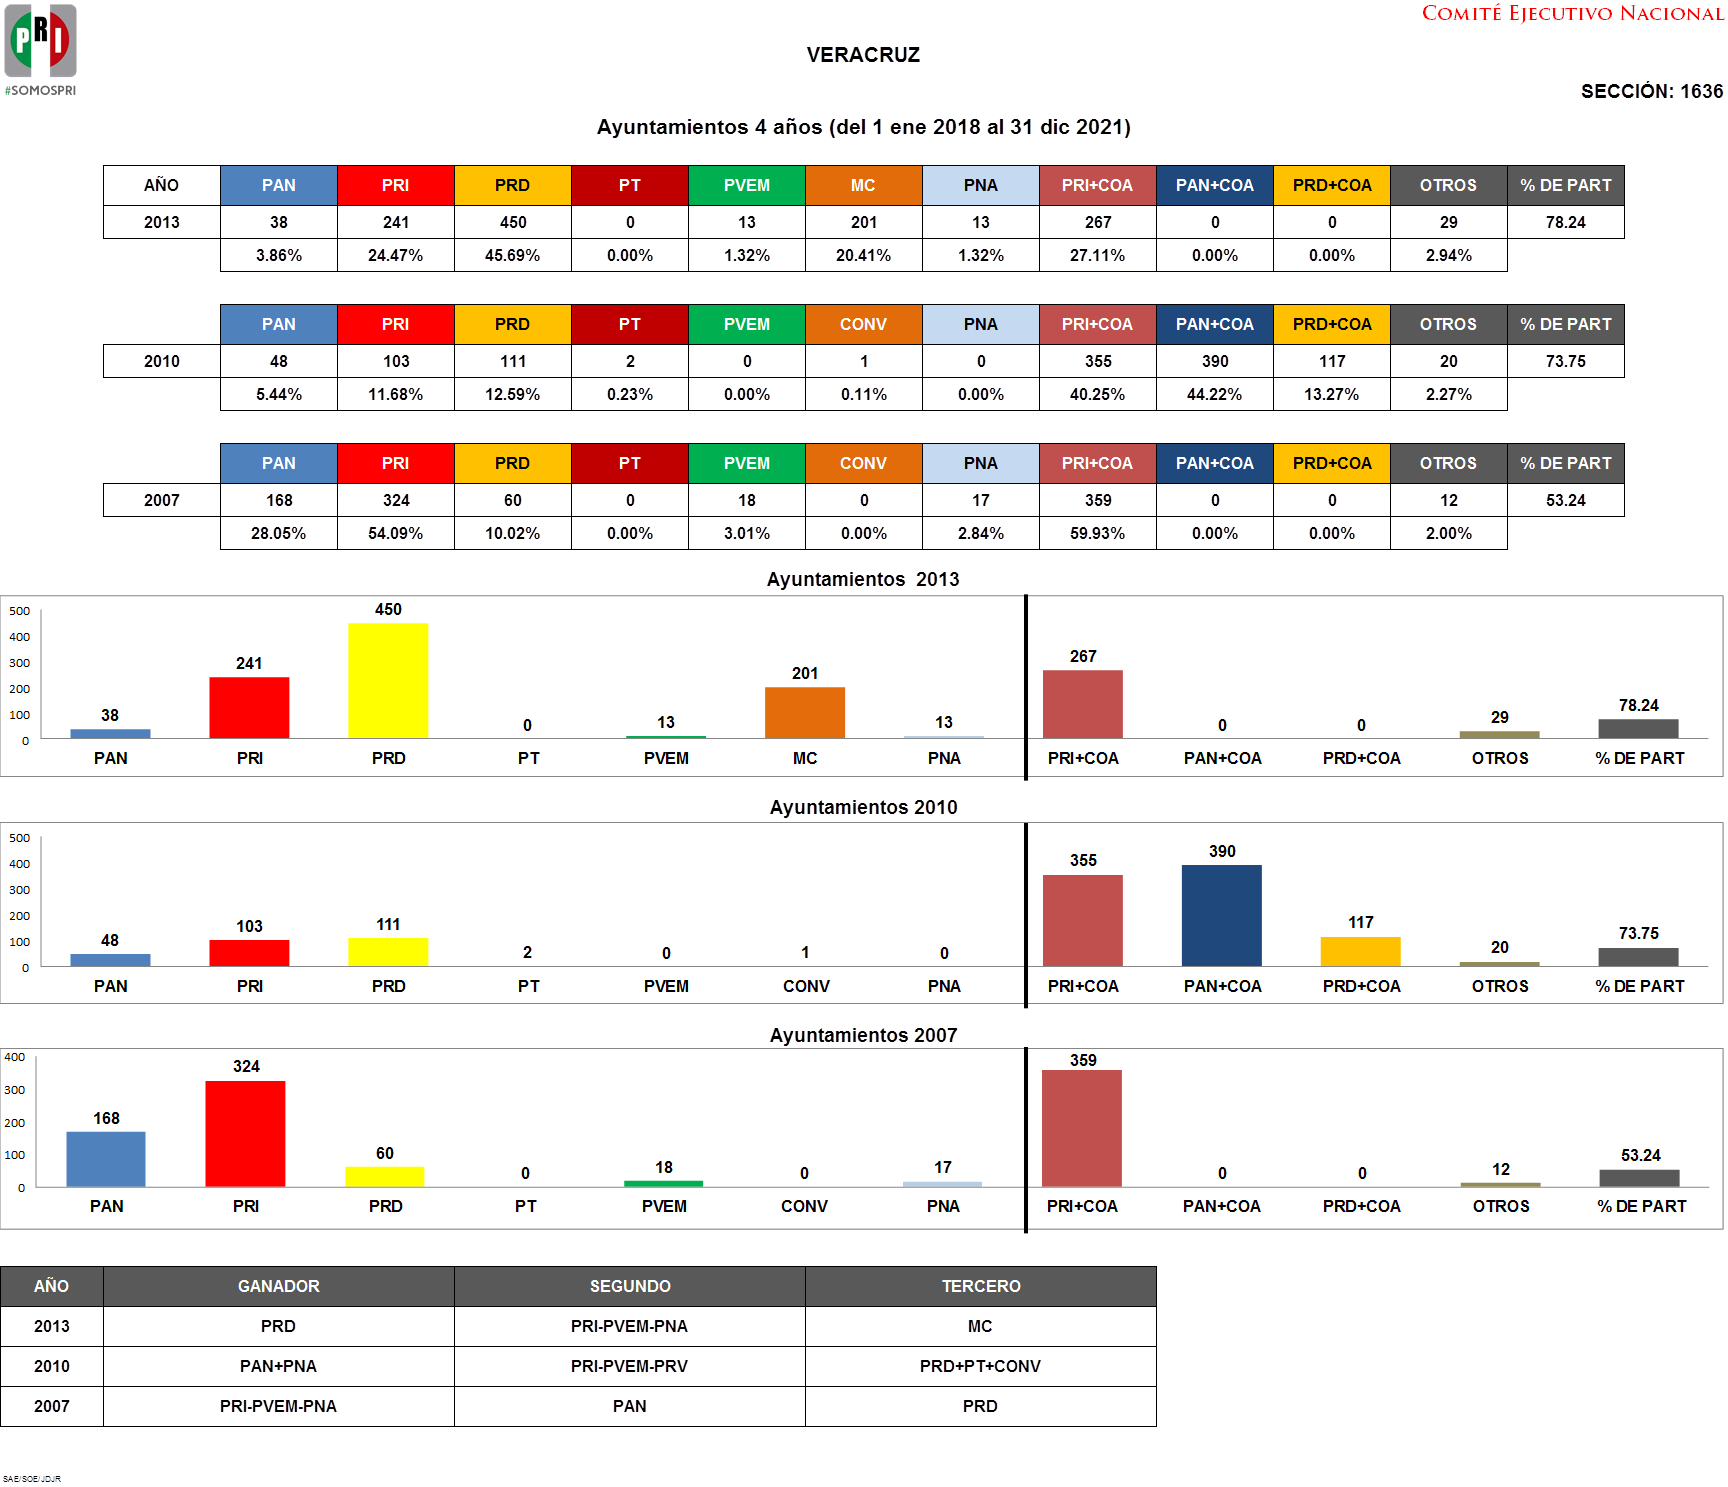 PRI
#SOMOSPRI
COMITÉ EJECUTIVO NACIONAL
VERACRUZ
SECCIÓN: 1636
Ayuntamientos 4 años (del 1 ene 2018 al 31 dic 2021)
AÑO PAN PRI PRD PT PVEM MC PNA PRI+COA PAN+COA PRD+COA OTROS % DE PART
2013 38 241 450 0 13 201 13 267 0 0 29 78.24
3.86% 24.47% 45.69% 0.00% 1.32% 20.41% 1.32% 27.11% 0.00% 0.00% 2.94%
PAN PRI PRD PT PVEM CONV PNA PRI+COA PAN+COA PRD+COA OTROS % DE PART
2010 48 103 111 2 0 1 0 355 390 117 20 73.75
5.44% 11.68% 12.59% 0.23% 0.00% 0.11% 0.00% 40.25% 44.22% 13.27% 2.27%
PAN PRI PRD PT PVEM CONV PNA PRI+COA PAN+COA PRD+COA OTROS % DE PART
2007 168 324 60 0 18 0 17 359 0 0 12 53.24
28.05% 54.09% 10.02% 0.00% 3.01% 0.00% 2.84% 59.93% 0.00% 0.00% 2.00%
Ayuntamientos 2013
500
400
300
200
100
0
38 241 450 0 13 201 13 267 0 0 29 78.24
PAN PRI PRD PT PVEM MC PNA PRI+COA PAN+COA PRD+COA OTROS % DE PART
Ayuntamientos 2010
500
400
300
200
100
0
48 103 111 2 0 1 0 355 390 117 20 73.75
PAN PRI PRD PT PVEM CONV PNA PRI+COA PAN+COA PRD+COA OTROS % DE PART
Ayuntamientos 2007
400
300
200
100
0
168 324 60 0 18 0 17 359 0 0 12 53.24
PAN PRI PRD PT PVEM CONV PNA PRI+COA PAN+COA PRD+COA OTROS % DE PART
AÑO GANADOR SEGUNDO TERCERO
2013 PRD PRI-PVEM-PNA MC
2010 PAN+PNA PRI-PVEM-PRV PRD+PT+CONV
2007 PRI-PVEM-PNA PAN PRD
SAE/SOE/JDJR